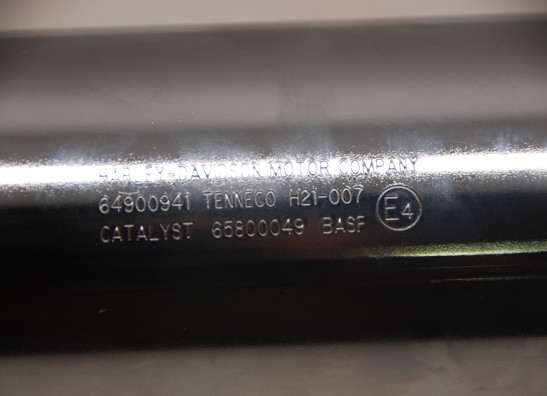 HARLEY-DAVIDSON MOTOR COMPANY
64900941 TENNECO H21-007
CATALYST 65800049 BASF
E4